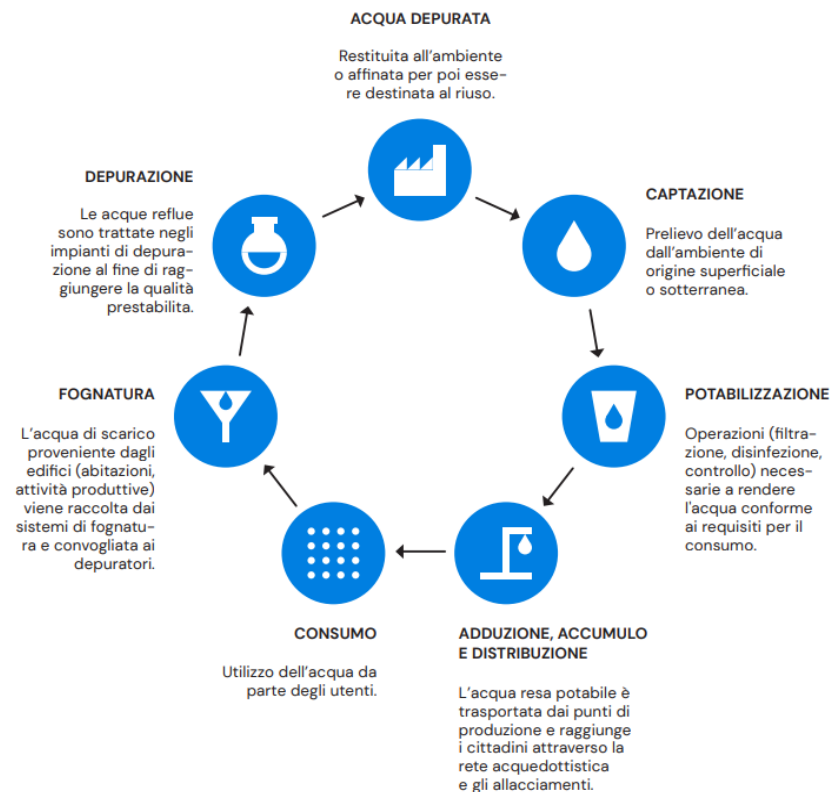 ACQUA DEPURATA
Restituita all'ambiente
o affinata per poi esse-
re destinata al riuso.
CAPTAZIONE
Prelievo dell'acqua
dall'ambiente di
origine superficiale
o sotterranea.
POTABILIZZAZIONE
Operazioni (filtra-
zione, disinfezione,
controllo) neces-
sarie a rendere
l'acqua conforme
ai requisiti per il
consumo.
ADDUZIONE, ACCUMULO
E DISTRIBUZIONE
L'acqua resa potabile è
trasportata dai punti di
produzione e raggiunge
i cittadini attraverso la
rete acquedottistica
e gli allacciamenti.
CONSUMO
Utilizzo dell'acqua da
parte degli utenti.
FOGNATURA
L'acqua di scarico
proveniente dagli
edifici (abitazioni,
attività produttive)
viene raccolta dai
sistemi di fognatu-
ra e convogliata ai
depuratori.
DEPURAZIONE
Le acque reflue
sono trattate negli
impianti di depura-
zione al fine di rag-
giungere la qualità
prestabilita.